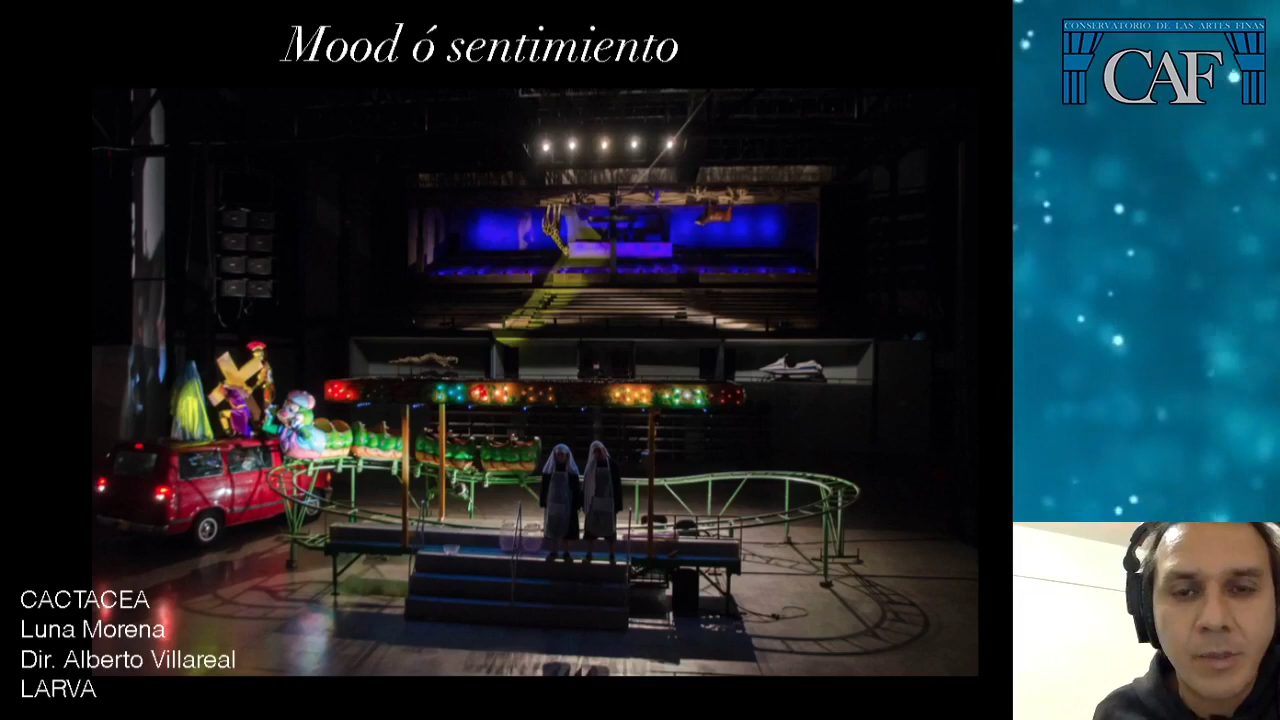 Mood ó sentimiento
CONSERVATORIO DE LAS ARTES FINAS
CAF
CACTACEA
Luna Morena
Dir. Alberto Villareal
LARVA